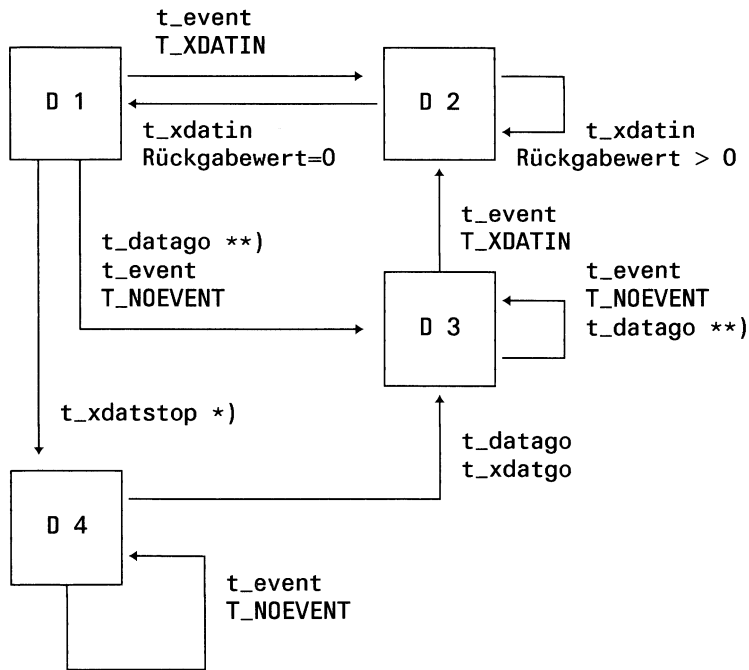 t_event
T_XDATIN
D 1
D 2
t_xdatin
Rückgabewert=0
t_xdatin
Rückgabewert > 0
t_datago **)
t_event
T_NOEVENT
t_event
T_XDATIN
D 3
t_event
T_NOEVENT
t_datago **)
t_xdatstop *)
t_datago
t_xdatgo
D 4
t_event
T_NOEVENT